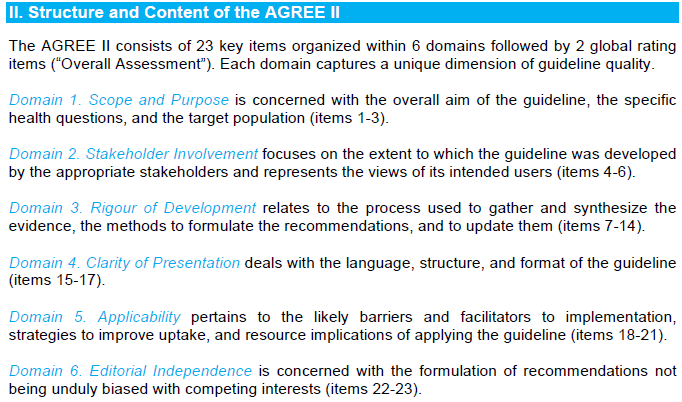 II. Structure and Content of the AGREE II
The AGREE II consists of 23 key items organized within 6 domains followed by 2 global rating
items (“Overall Assessment”). Each domain captures a unique dimension of guideline quality.
Domain 1. Scope and Purpose is concerned with the overall aim of the guideline, the specific
health questions, and the target population (items 1-3).
Domain 2. Stakeholder Involvement focuses on the extent to which the guideline was developed
by the appropriate stakeholders and represents the views of its intended users (items 4-6).
Domain 3. Rigour of Development relates to the process used to gather and synthesize the
evidence, the methods to formulate the recommendations, and to update them (items 7-14).
Domain 4. Clarity of Presentation deals with the language, structure, and format of the guideline
(items 15-17).
Domain 5. Applicability pertains to the likely barriers and facilitators to implementation,
strategies to improve uptake, and resource implications of applying the guideline (items 18-21).
Domain 6. Editorial Independence is concerned with the formulation of recommendations not
being unduly biased with competing interests (items 22-23).